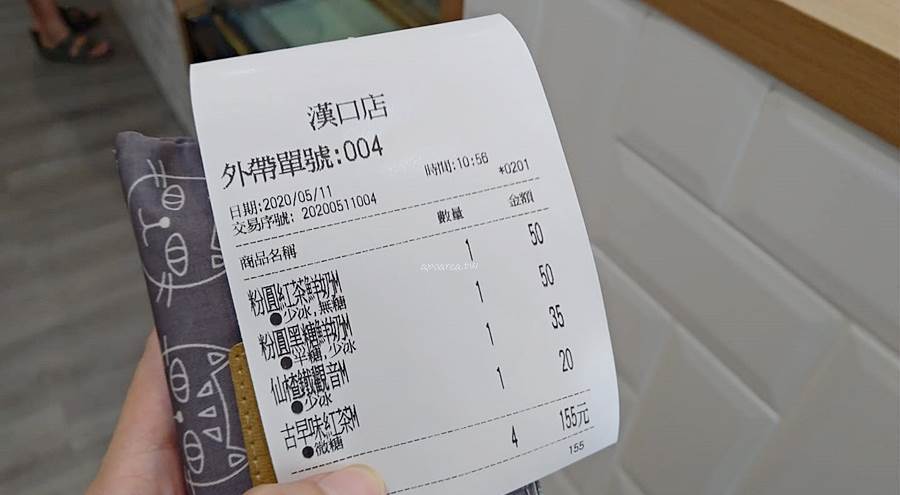 漢口店
外帶單號:004
時間:10:56 *0201
日期:2020/05/11
交易序號: 20200511004
商品名稱 數量 金額
粉圓紅茶鮮奶M 1 50
●少冰,無糖
粉圓黑糖鮮奶M 1 50
●半糖,少冰
仙楂鐵觀音M 1 35
●少冰
古早味紅茶M 1 20
●微糖
4 155元
155